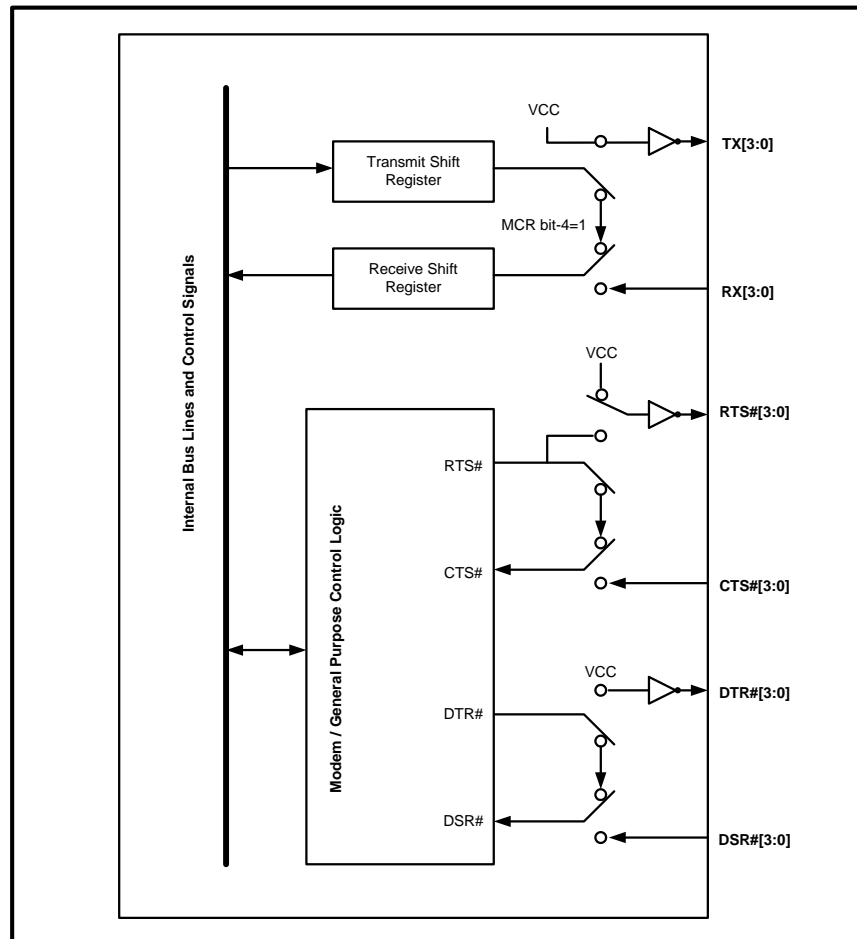 VCC
TX[3:0]
Transmit Shift
Register
MCR bit-4=1
Receive Shift
Register
RX[3:0]
Internal Bus Lines and Control Signals
VCC
RTS#[3:0]
RTS#
Modem / General Purpose Control Logic
CTS#
CTS#[3:0]
VCC
DTR#[3:0]
DTR#
DSR#
DSR#[3:0]